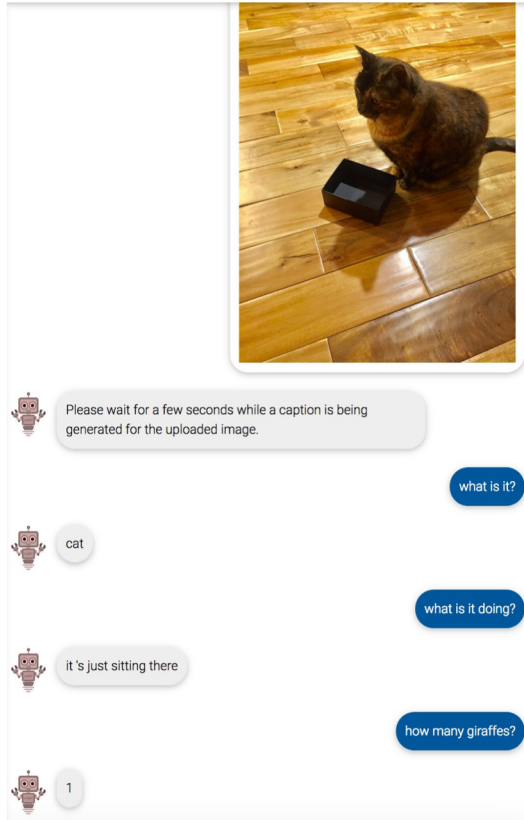 Please wait for a few seconds while a caption is being
generated for the uploaded image.
what is it?
cat
what is it doing?
it 's just sitting there
how many giraffes?
1